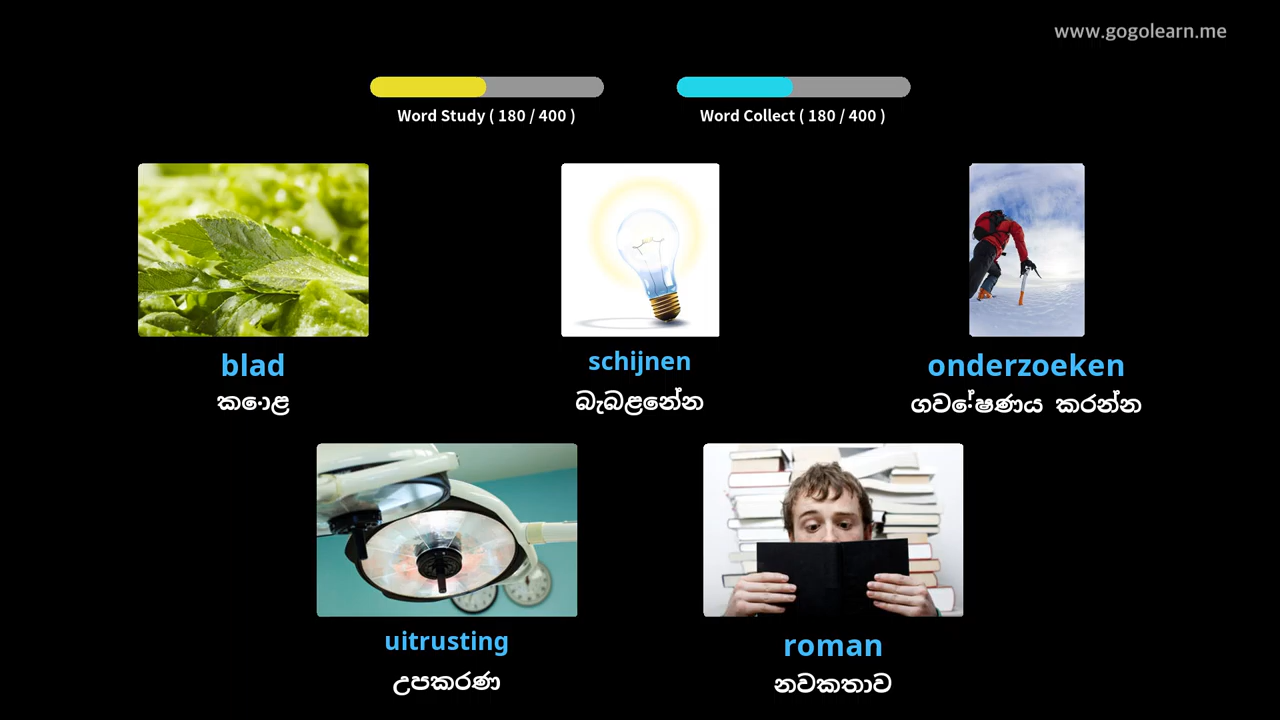 www.gogolearn.me
Word Study ( 180 / 400 )
Word Collect ( 180 / 400 )
blad
කොළ
schijnen
බැබළනේන
onderzoeken
ගවේෂණය කරන්න
uitrusting
උපකරණ
roman
නවකතාව